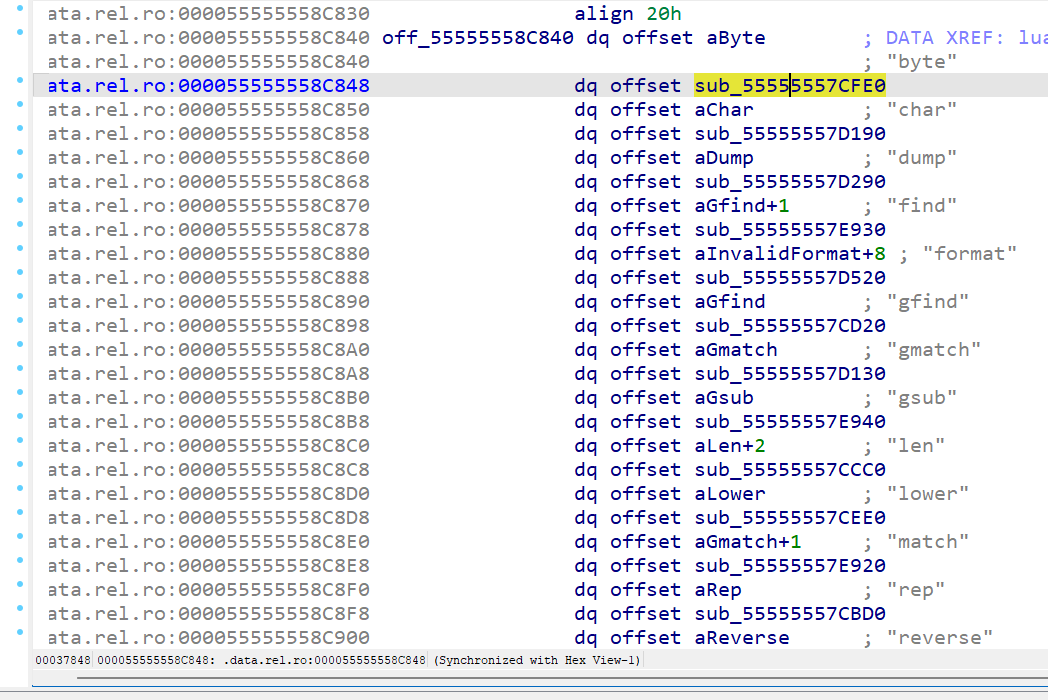 ata.rel.ro:000055555558C830 align 20h
ata.rel.ro:000055555558C840 off_55555558C840 dq offset aByte ; DATA XREF: lua
ata.rel.ro:000055555558C840 ; "byte"
ata.rel.ro:000055555558C848 dq offset sub_55555557CFE0
ata.rel.ro:000055555558C850 dq offset aChar ; "char"
ata.rel.ro:000055555558C858 dq offset sub_55555557D190
ata.rel.ro:000055555558C860 dq offset aDump ; "dump"
ata.rel.ro:000055555558C868 dq offset sub_55555557D290
ata.rel.ro:000055555558C870 dq offset aGfind+1 ; "find"
ata.rel.ro:000055555558C878 dq offset sub_55555557E930
ata.rel.ro:000055555558C880 dq offset aInvalidFormat+8 ; "format"
ata.rel.ro:000055555558C888 dq offset sub_55555557D520
ata.rel.ro:000055555558C890 dq offset aGfind ; "gfind"
ata.rel.ro:000055555558C898 dq offset sub_55555557CD20
ata.rel.ro:000055555558C8A0 dq offset aGmatch ; "gmatch"
ata.rel.ro:000055555558C8A8 dq offset sub_55555557D130
ata.rel.ro:000055555558C8B0 dq offset aGsub ; "gsub"
ata.rel.ro:000055555558C8B8 dq offset sub_55555557E940
ata.rel.ro:000055555558C8C0 dq offset aLen+2 ; "len"
ata.rel.ro:000055555558C8C8 dq offset sub_55555557CCC0
ata.rel.ro:000055555558C8D0 dq offset aLower ; "lower"
ata.rel.ro:000055555558C8D8 dq offset sub_55555557CEE0
ata.rel.ro:000055555558C8E0 dq offset aGmatch+1 ; "match"
ata.rel.ro:000055555558C8E8 dq offset sub_55555557E920
ata.rel.ro:000055555558C8F0 dq offset aRep ; "rep"
ata.rel.ro:000055555558C8F8 dq offset sub_55555557CBD0
ata.rel.ro:000055555558C900 dq offset aReverse ; "reverse"
00037848 000055555558C848: .data.rel.ro:000055555558C848 (Synchronized with Hex View-1)